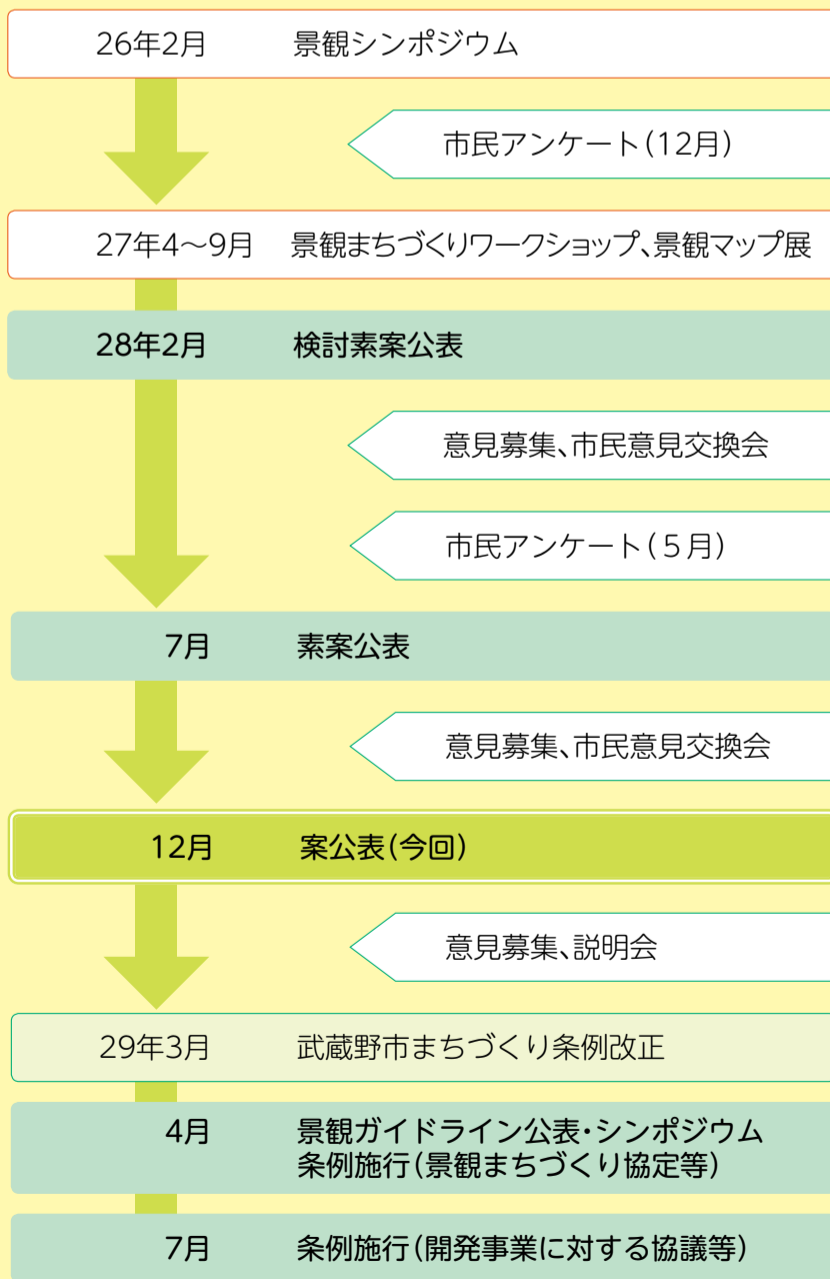 26年2月 景観シンポジウム
市民アンケート(12月)
27年4〜9月 景観まちづくりワークショップ、景観マップ展
28年2月 検討素案公表
意見募集、市民意見交換会
市民アンケート(5月)
7月 素案公表
意見募集、市民意見交換会
12月 案公表(今回)
意見募集、説明会
29年3月 武蔵野市まちづくり条例改正
4月 景観ガイドライン公表・シンポジウム
条例施行(景観まちづくり協定等)
7月 条例施行(開発事業に対する協議等)